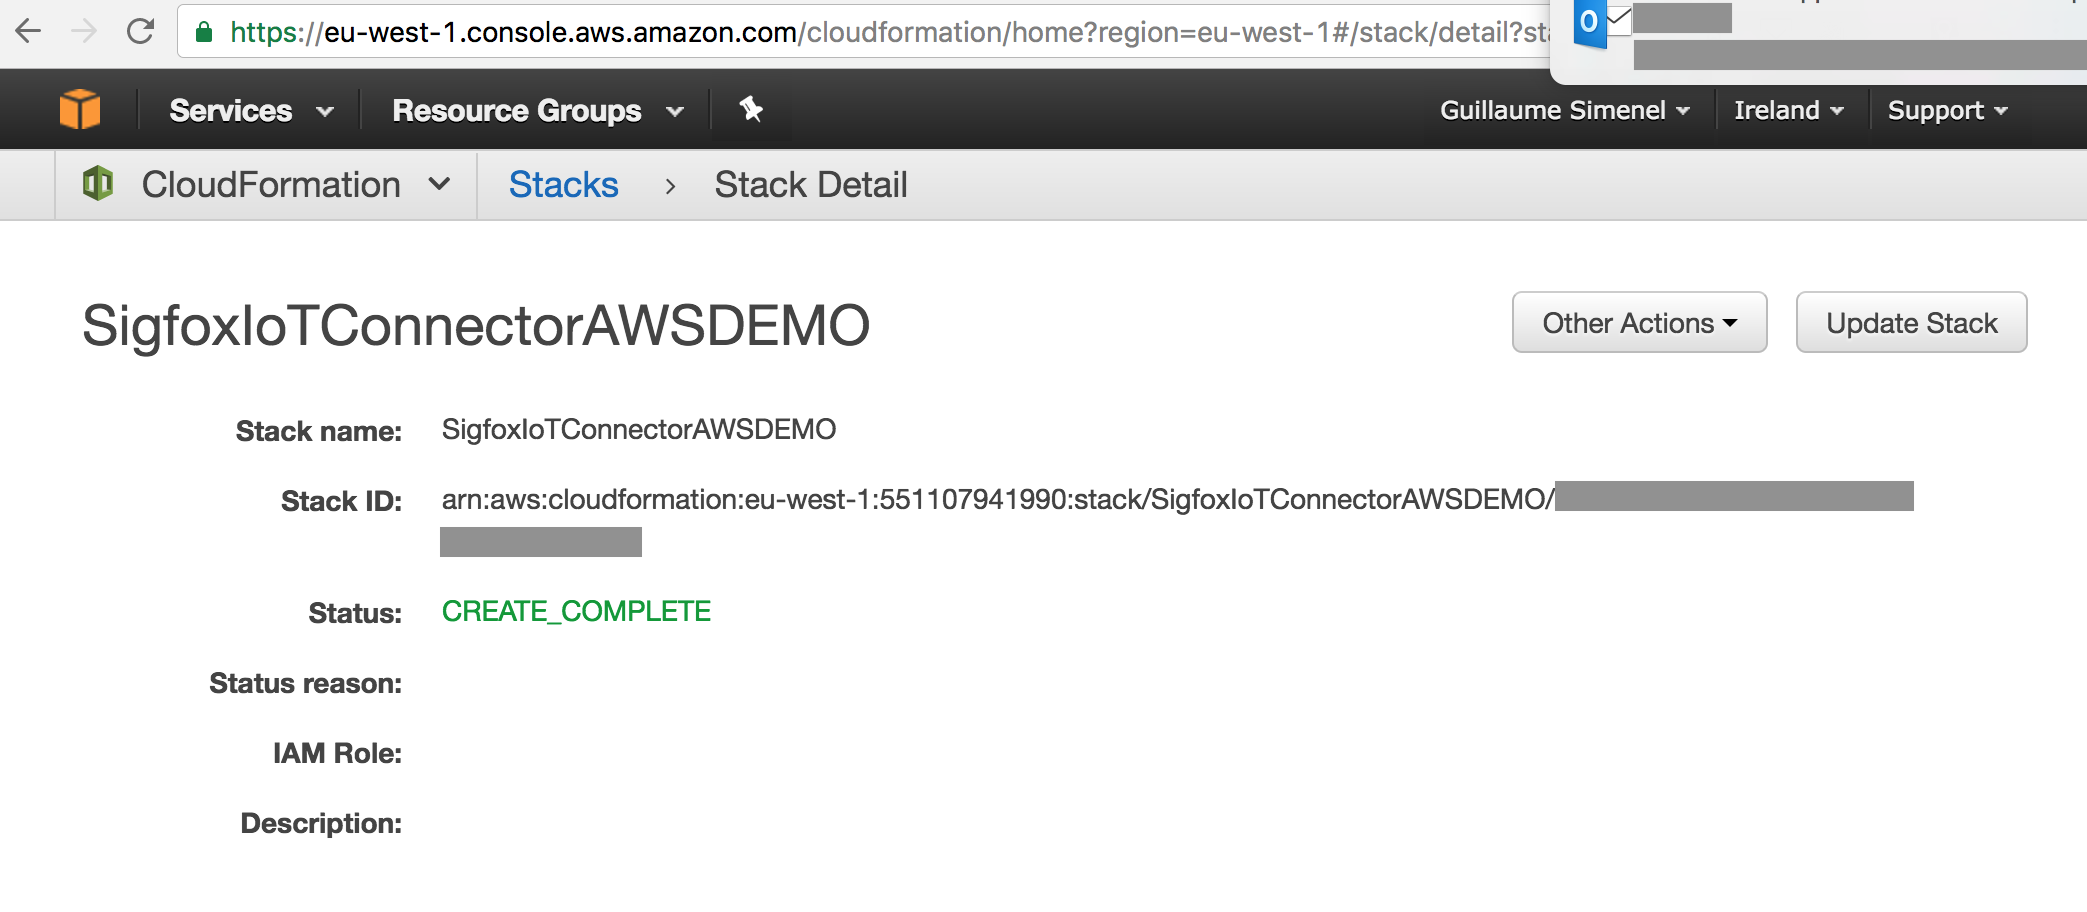 https://eu-west-1.console.aws.amazon.com/cloudformation/home?region=eu-west-1#/stack/detail?st
Services Resource Groups Guillaume Simenel Ireland Support
CloudFormation Stacks > Stack Detail
SigfoxIoTConnectorAWSDEMO Other Actions Update Stack
Stack name: SigfoxIoTConnectorAWSDEMO
Stack ID: arn:aws:cloudformation:eu-west-1:551107941990:stack/SigfoxIoTConnectorAWSDEMO/
Status: CREATE_COMPLETE
Status reason:
IAM Role:
Description: